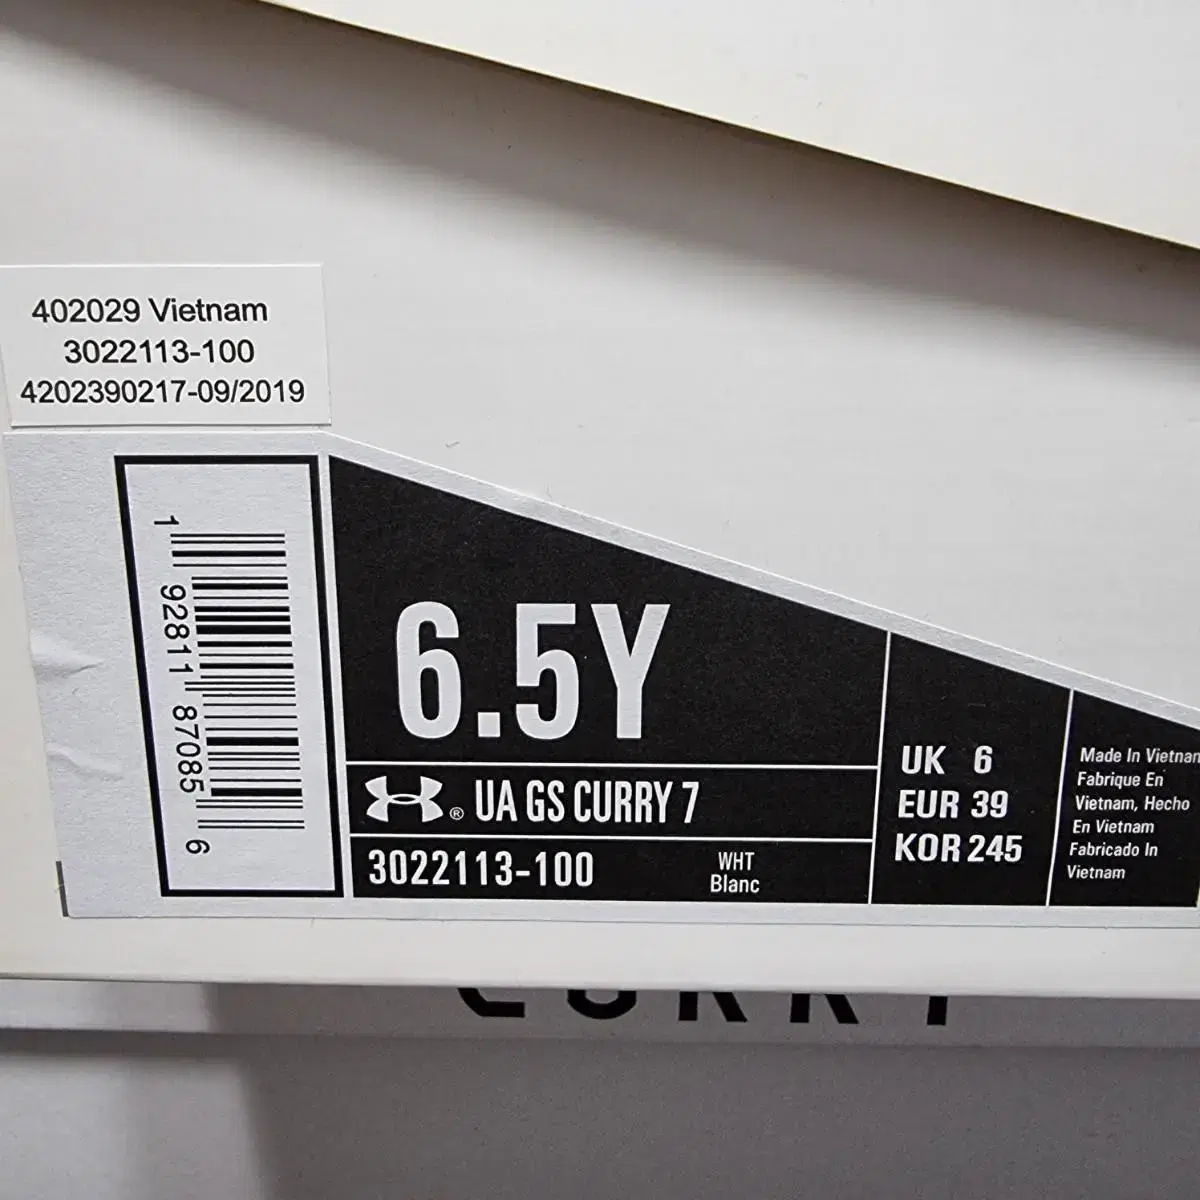 402029 Vietnam
3022113-100
4202390217-09/2019
1 92811 87085 6
6.5Y
® UA GS CURRY 7
3022113-100
WHT
Blanc
UK 6
EUR 39
KOR 245
Made In Vietnam
Fabrique En
Vietnam, Hecho
En Vietnam
Fabricado In
Vietnam
CURRY